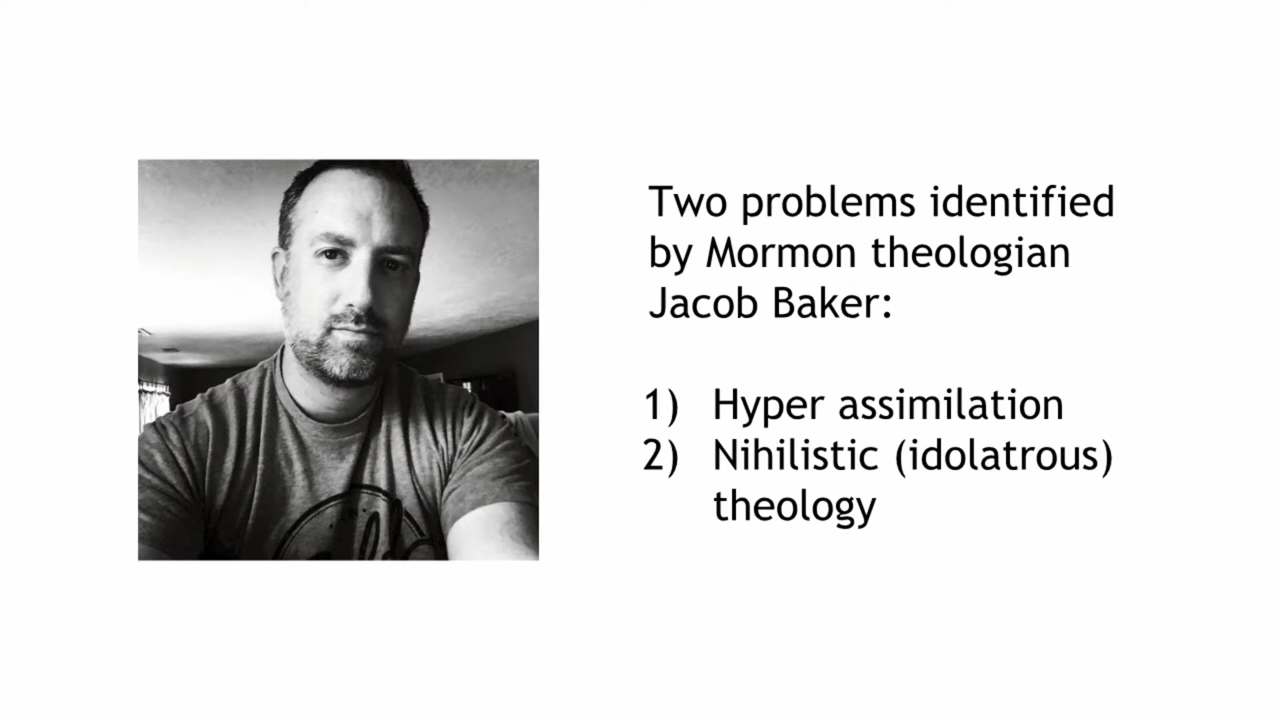 Two problems identified
by Mormon theologian
Jacob Baker:
1) Hyper assimilation
2) Nihilistic (idolatrous)
theology